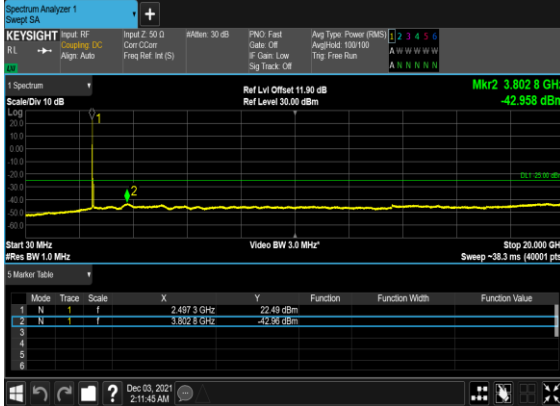 Spectrum Analyzer 1
Swept SA
+
KEYSIGHT
RL
LXI
Input: RF
Coupling: DC
Align: Auto
Input Z: 50 Ω
Corr CCorr
Freq Ref: Int (S)
#Atten: 30 dB
PNO: Fast
Gate: Off
IF Gain: Low
Sig Track: Off
Avg Type: Power (RMS)
Avg|Hold: 100/100
Trig: Free Run
1 2 3 4 5 6
A W W W W W
A N N N N N
1 Spectrum
Scale/Div 10 dB
Ref Lvl Offset 11.90 dB
Ref Level 30.00 dBm
Mkr2 3.802 8 GHz
-42.958 dBm
Log
20.0
10.0
0.00
-10.0
-20.0
-30.0
-40.0
-50.0
-60.0
1
2
DL1 -25.00 dBm
Start 30 MHz
#Res BW 1.0 MHz
Video BW 3.0 MHz*
Stop 20.000 GH
Sweep ~38.3 ms (40001 pts
5 Marker Table
Mode Trace Scale X Y Function Function Width Function Value
1 N 1 f 2.497 3 GHz 22.49 dBm
2 N 1 f 3.802 8 GHz -42.96 dBm
3
4
5
6
?
Dec 03, 2021
2:11:45 AM